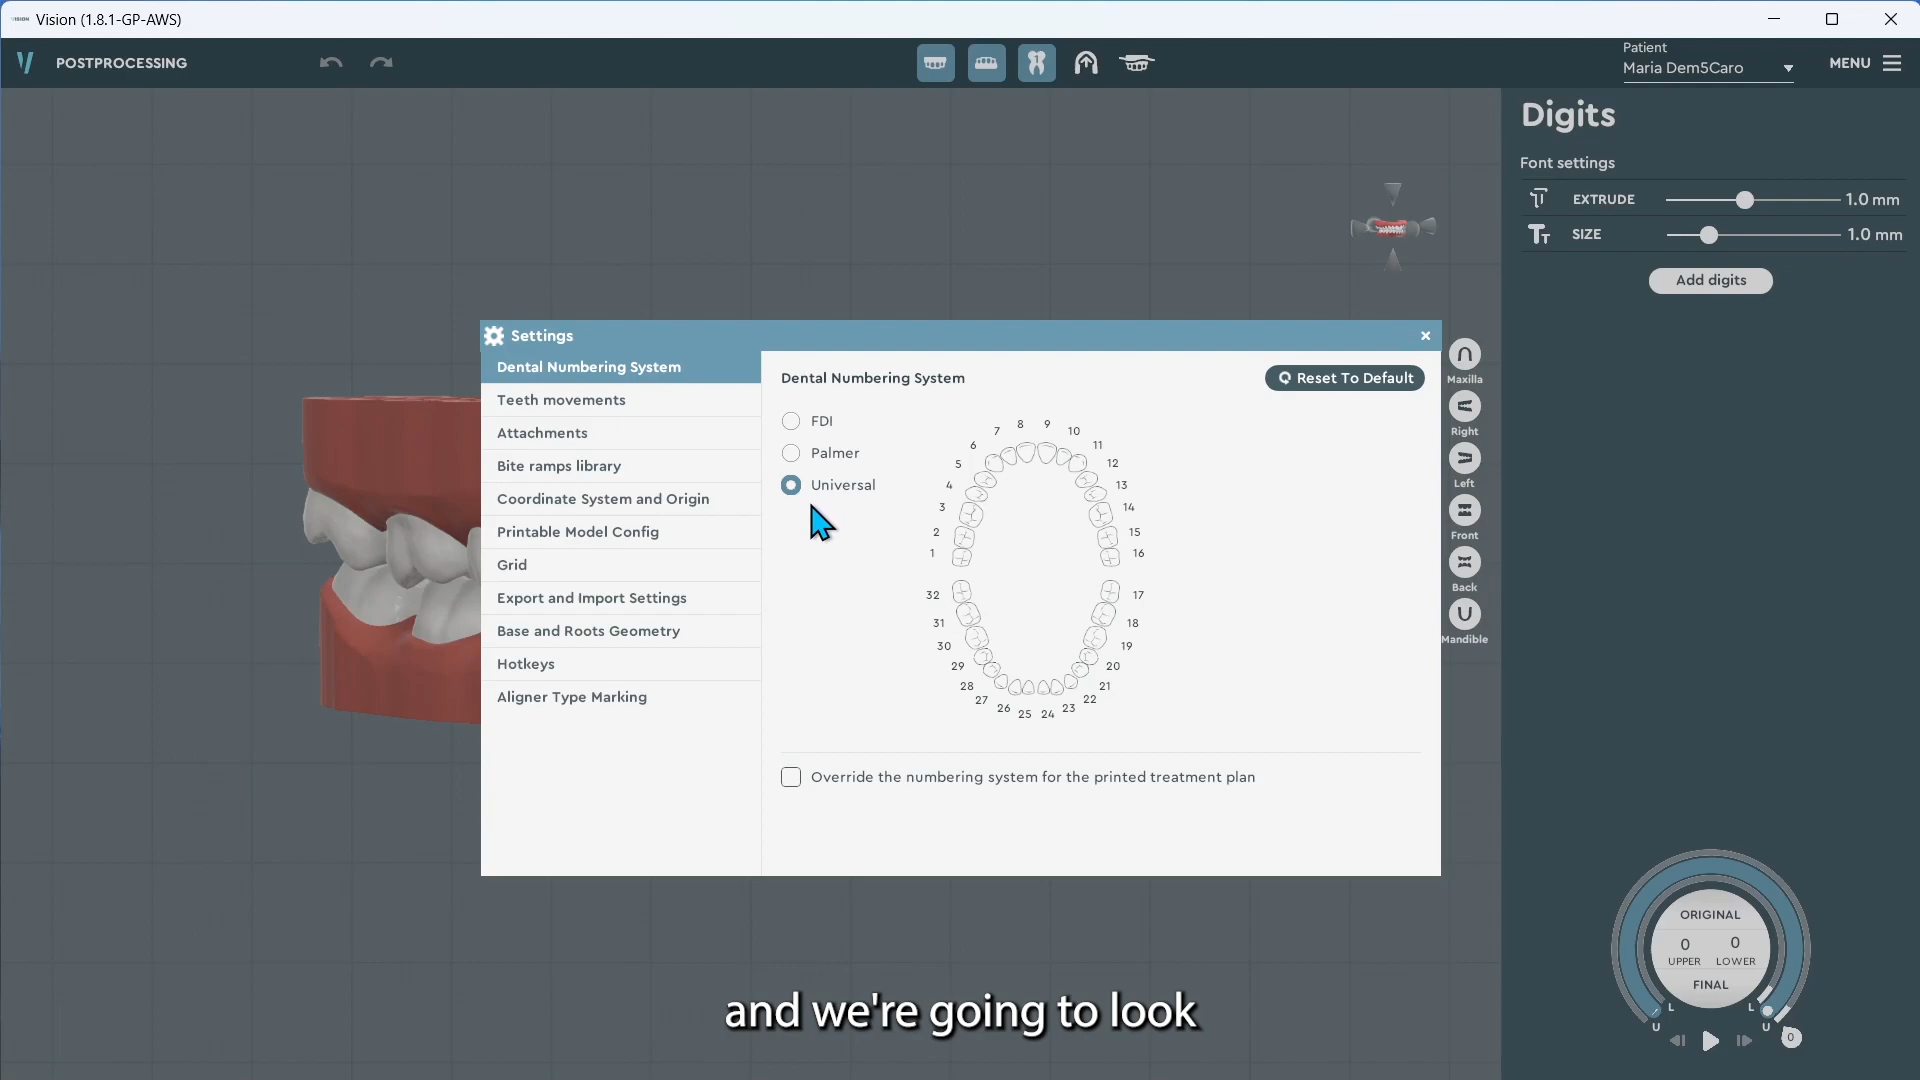 VISION Vision (1.8.1-GP-AWS)
POSTPROCESSING
Patient
Maria Dem5Caro
MENU
Digits
Font settings
EXTRUDE 1.0 mm
SIZE 1.0 mm
Add digits
Settings
Dental Numbering System
Teeth movements
Attachments
Bite ramps library
Coordinate System and Origin
Printable Model Config
Grid
Export and Import Settings
Base and Roots Geometry
Hotkeys
Aligner Type Marking
Dental Numbering System
Reset To Default
FDI
Palmer
Universal
8 9
7 10
6 11
5 12
4 13
3 14
2 15
1 16
32 17
31 18
30 19
29 20
28 21
27 22
26 23
25 24
Override the numbering system for the printed treatment plan
Maxilla
Right
Left
Front
Back
Mandible
ORIGINAL
0 0
UPPER LOWER
FINAL
L L
U U
0
and we're going to look